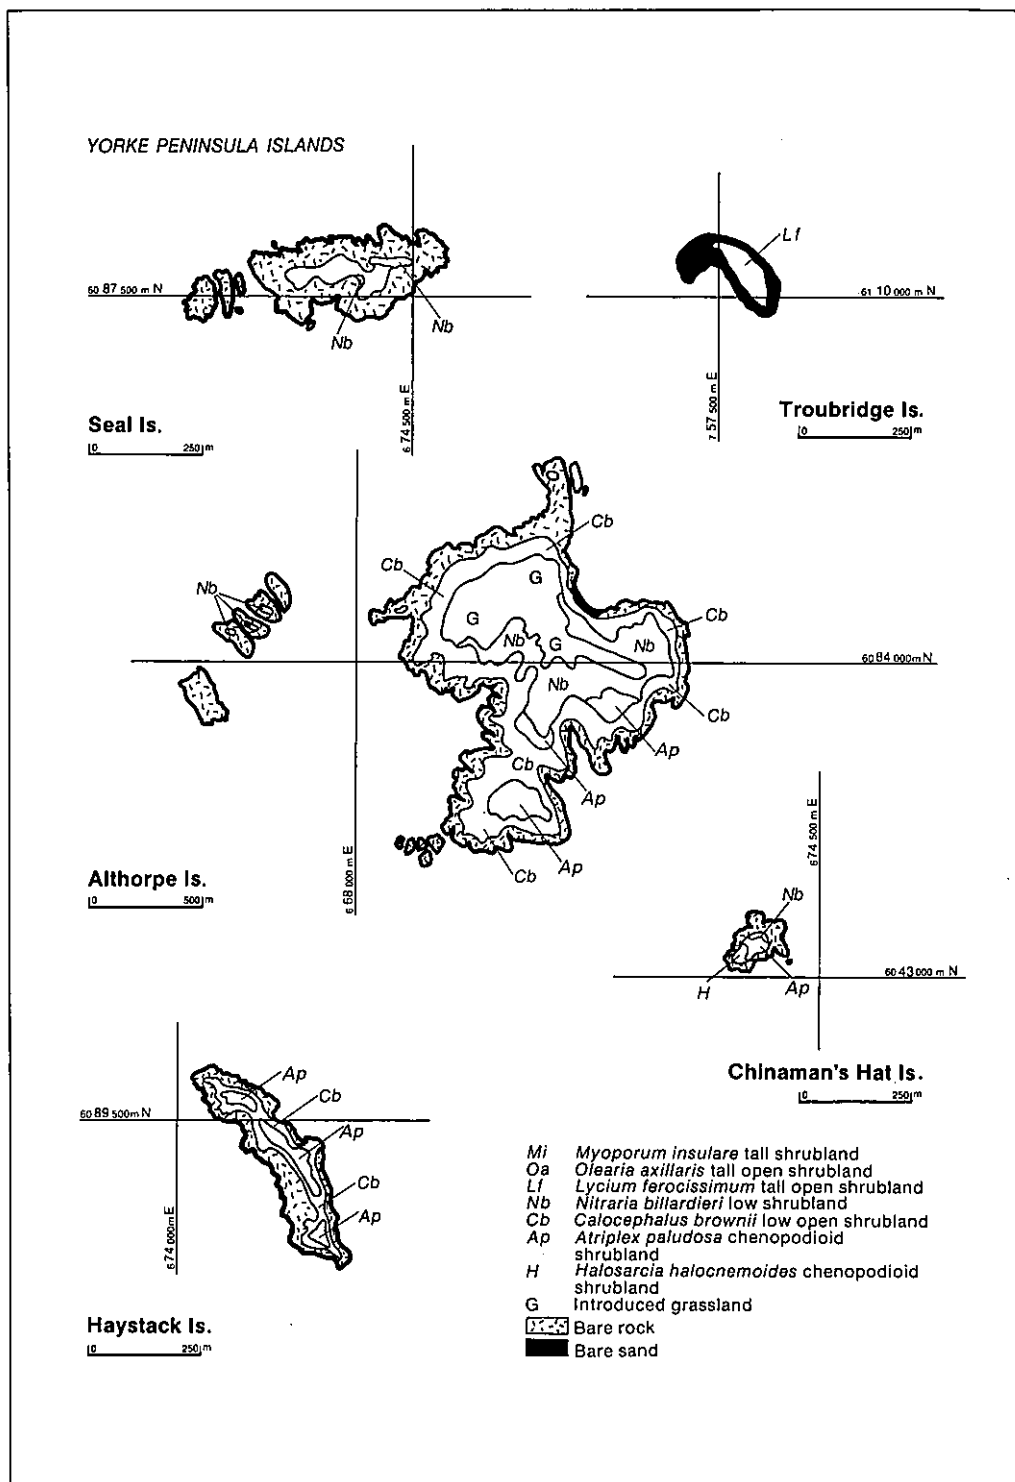 YORKE PENINSULA ISLANDS
Lf
60 87 500 m N
61 10 000 m N
Nb
Nb
6 74 500 m E
7 57 500 m E
Seal Is.
0 250 m
Troubridge Is.
0 250 m
Cb
Cb
G
Nb
G
Cb
Nb
G
Nb
60 84 000 m N
Nb
Cb
Ap
Cb
Ap
Ap
Cb
6 68 000 m E
Althorpe Is.
0 500 m
6 74 500 m E
Nb
60 43 000 m N
H
Ap
Chinaman's Hat Is.
0 250 m
Ap
Cb
60 89 500 m N
Ap
Cb
Ap
6 74 000 m E
Haystack Is.
0 250 m
Mi Myoporum insulare tall shrubland
Oa Olearia axillaris tall open shrubland
Lf Lycium ferocissimum tall open shrubland
Nb Nitraria billardieri low shrubland
Cb Calocephalus brownii low open shrubland
Ap Atriplex paludosa chenopodioid
shrubland
H Halosarcia halocnemoides chenopodioid
shrubland
G Introduced grassland
Bare rock
Bare sand